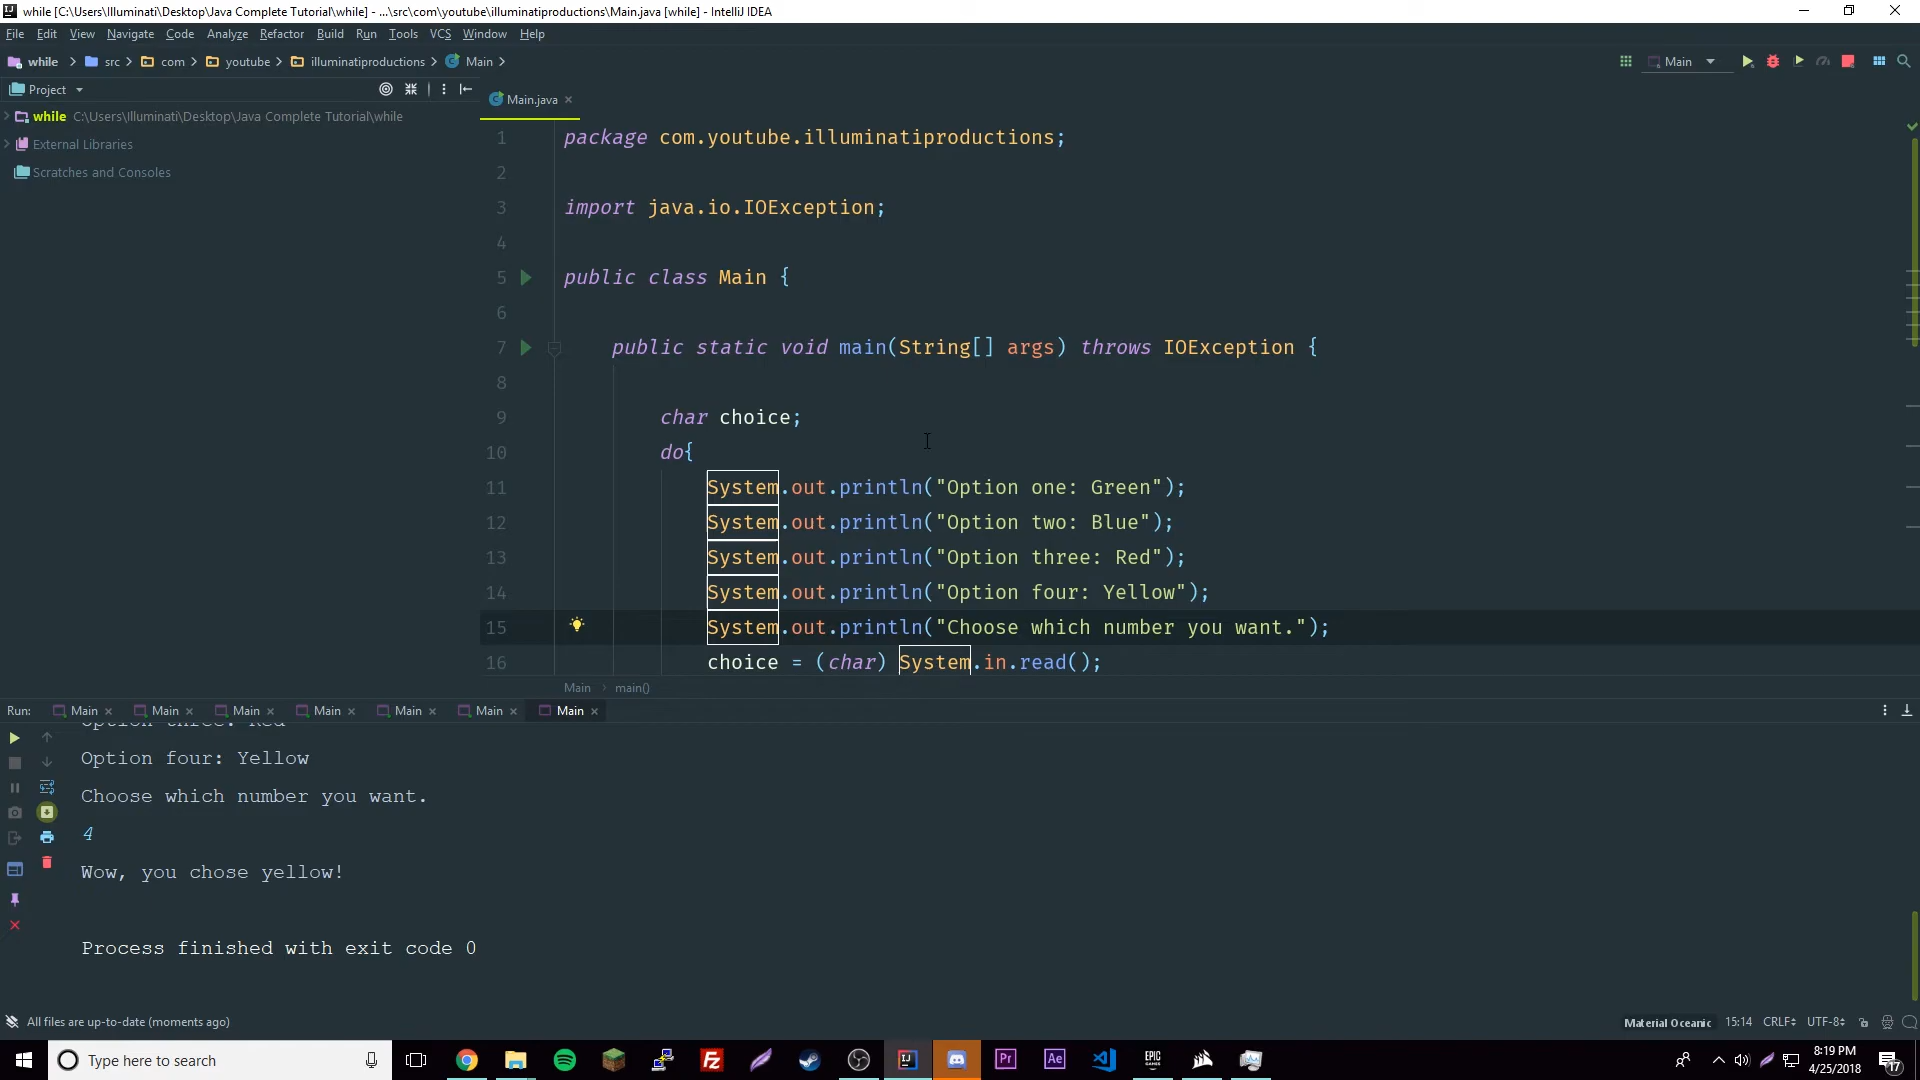 while [C:\Users\Illuminati\Desktop\Java Complete Tutorial\while] - ...\src\com\youtube\illuminatiproductions\Main.java [while] - IntelliJ IDEA
File Edit View Navigate Code Analyze Refactor Build Run Tools VCS Window Help
while src com youtube illuminatiproductions Main
Main
Project
Main.java
while C:\Users\Illuminati\Desktop\Java Complete Tutorial\while
External Libraries
Scratches and Consoles
1 package com.youtube.illuminatiproductions;
2
3 import java.io.IOException;
4
5 public class Main {
6
7 public static void main(String[] args) throws IOException {
8
9 char choice;
10 do{
11 System.out.println("Option one: Green");
12 System.out.println("Option two: Blue");
13 System.out.println("Option three: Red");
14 System.out.println("Option four: Yellow");
15 System.out.println("Choose which number you want.");
16 choice = (char) System.in.read();
Main main()
Run: Main Main Main Main Main Main Main
Option three: Red
Option four: Yellow
Choose which number you want.
4
Wow, you chose yellow!
Process finished with exit code 0
All files are up-to-date (moments ago)
Material Oceanic 15:14 CRLF UTF-8
Type here to search
Fz
IJ
Pr
Ae
EPIC GAMES
8:19 PM
4/25/2018
17